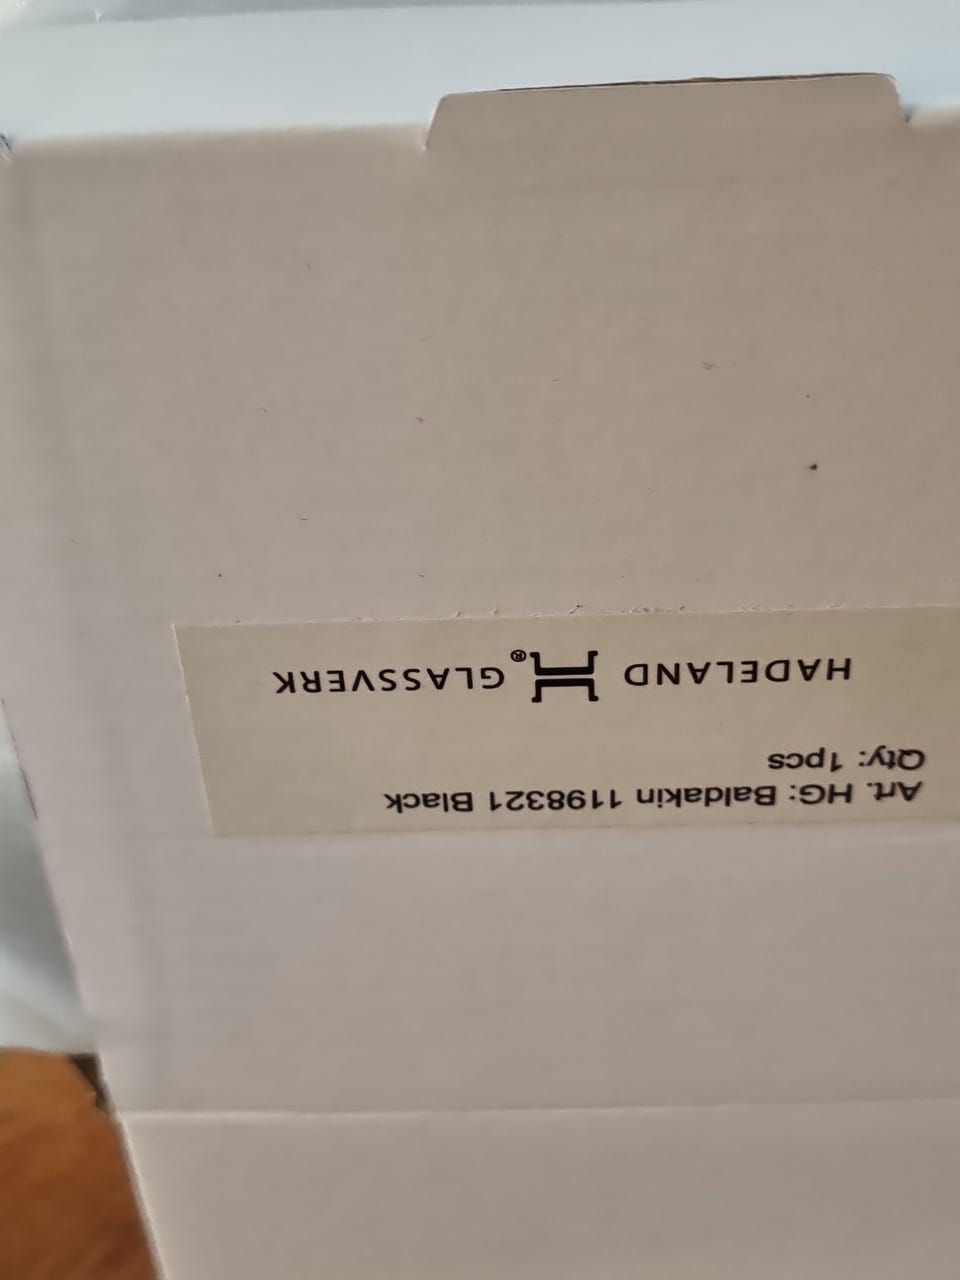 Art. HG: Baldakin 1198321 Black
Qty: 1pcs
HADELAND GLASSVERK®